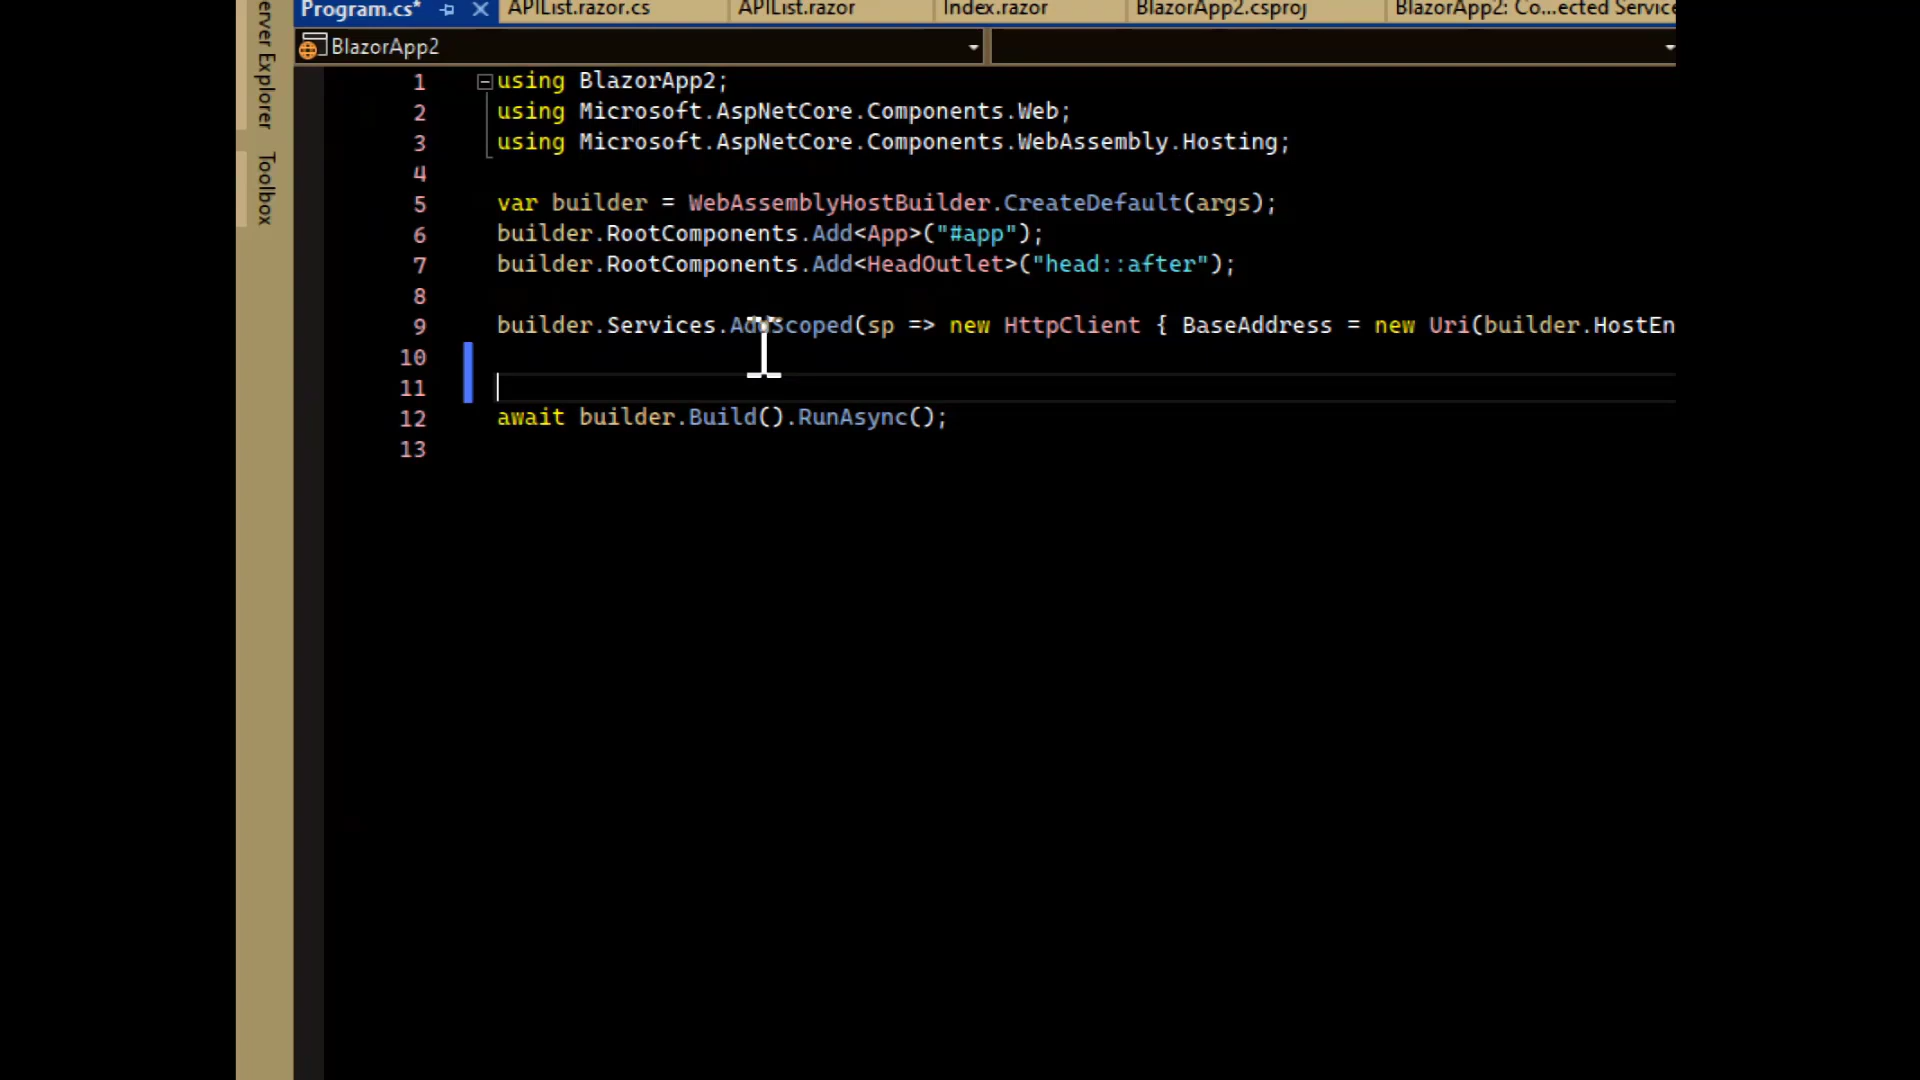 Program.cs*
APIList.razor.cs
APIList.razor
Index.razor
BlazorApp2.csproj
BlazorApp2: Co...ected Service
erver Explorer
Toolbox
BlazorApp2
1 using BlazorApp2;
2 using Microsoft.AspNetCore.Components.Web;
3 using Microsoft.AspNetCore.Components.WebAssembly.Hosting;
4
5 var builder = WebAssemblyHostBuilder.CreateDefault(args);
6 builder.RootComponents.Add<App>("#app");
7 builder.RootComponents.Add<HeadOutlet>("head::after");
8
9 builder.Services.AddScoped(sp => new HttpClient { BaseAddress = new Uri(builder.HostEn
10
11
12 await builder.Build().RunAsync();
13